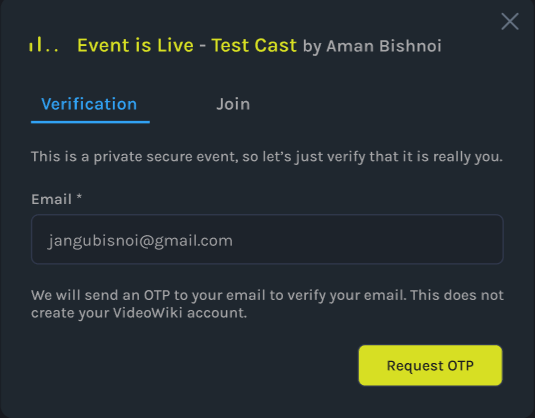 Event is Live - Test Cast by Aman Bishnoi
Verification
Join
This is a private secure event, so let's just verify that it is really you.
Email *
jangubisnoi@gmail.com
We will send an OTP to your email to verify your email. This does not
create your VideoWiki account.
Request OTP